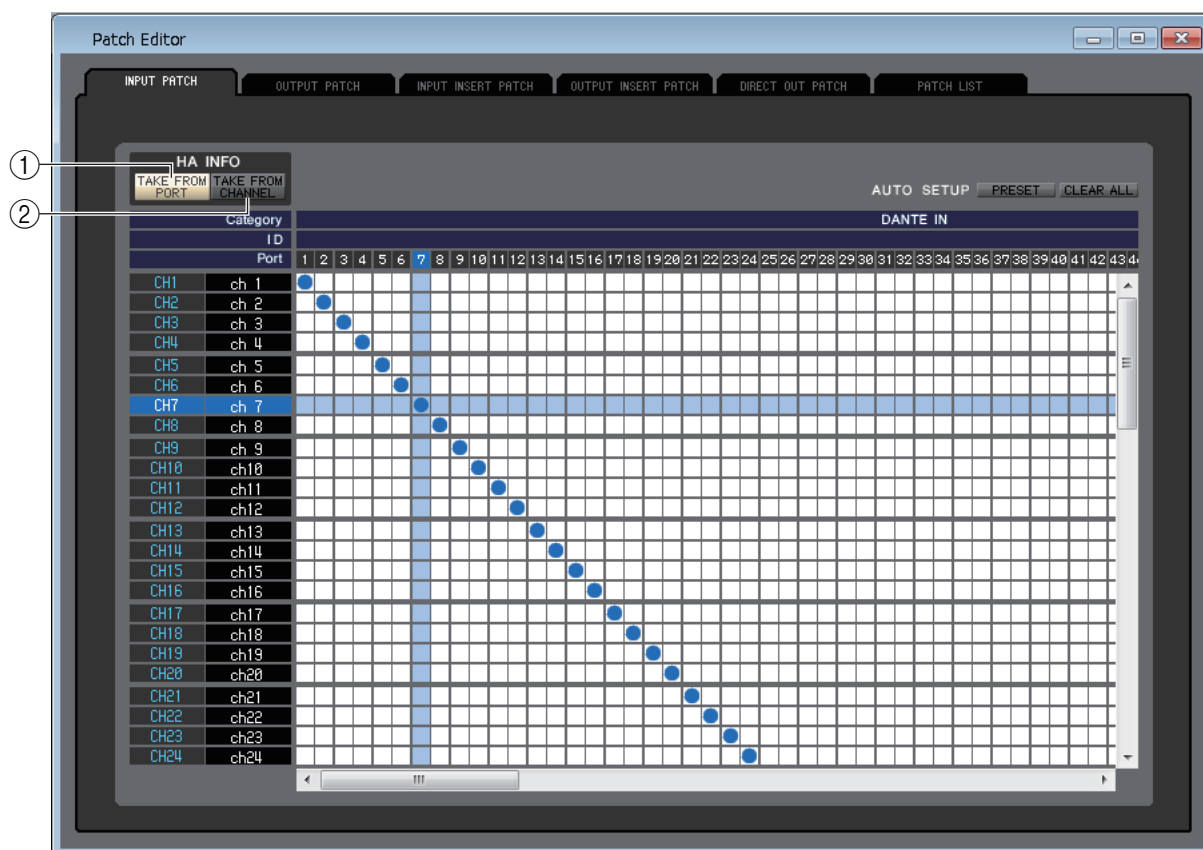 Patch Editor
INPUT PATCH OUTPUT PATCH INPUT INSERT PATCH OUTPUT INSERT PATCH DIRECT OUT PATCH PATCH LIST
HA INFO
1 TAKE FROM PORT TAKE FROM CHANNEL
2
AUTO SETUP PRESET CLEAR ALL
Category DANTE IN
ID
Port 1 2 3 4 5 6 7 8 9 10 11 12 13 14 15 16 17 18 19 20 21 22 23 24 25 26 27 28 29 30 31 32 33 34 35 36 37 38 39 40 41 42 43
CH1 ch 1
CH2 ch 2
CH3 ch 3
CH4 ch 4
CH5 ch 5
CH6 ch 6
CH7 ch 7
CH8 ch 8
CH9 ch 9
CH10 ch10
CH11 ch11
CH12 ch12
CH13 ch13
CH14 ch14
CH15 ch15
CH16 ch16
CH17 ch17
CH18 ch18
CH19 ch19
CH20 ch20
CH21 ch21
CH22 ch22
CH23 ch23
CH24 ch24